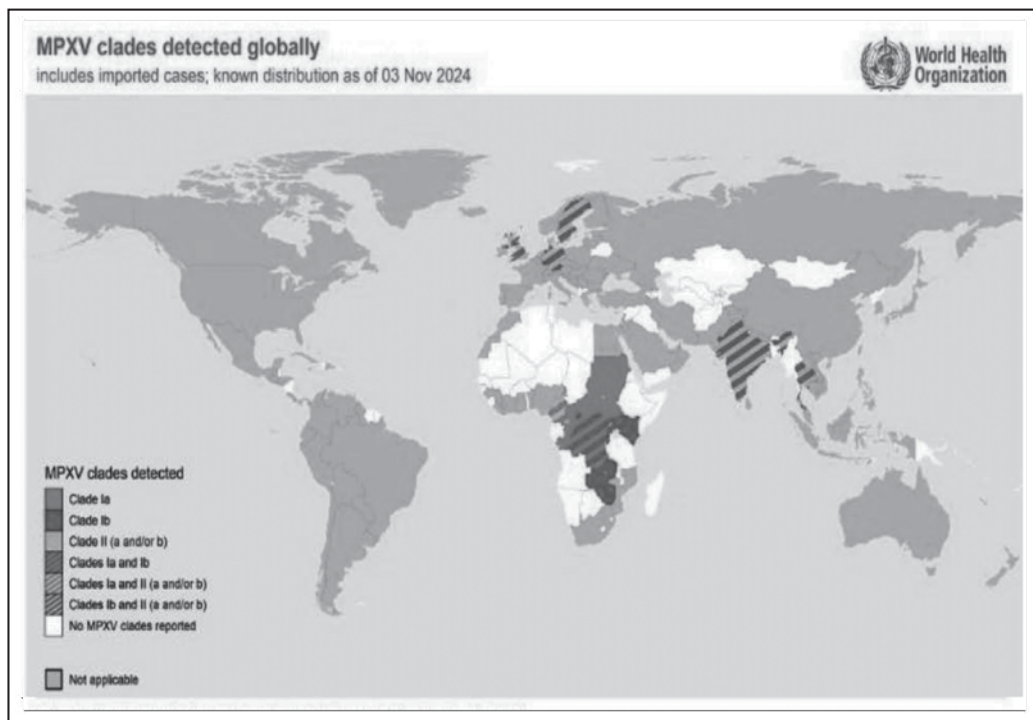 MPXV clades detected globally
includes imported cases; known distribution as of 03 Nov 2024
World Health
Organization
MPXV clades detected
Clade Ia
Clade Ib
Clade II (a and/or b)
Clades Ia and Ib
Clades Ia and II (a and/or b)
Clades Ib and II (a and/or b)
No MPXV clades reported
Not applicable